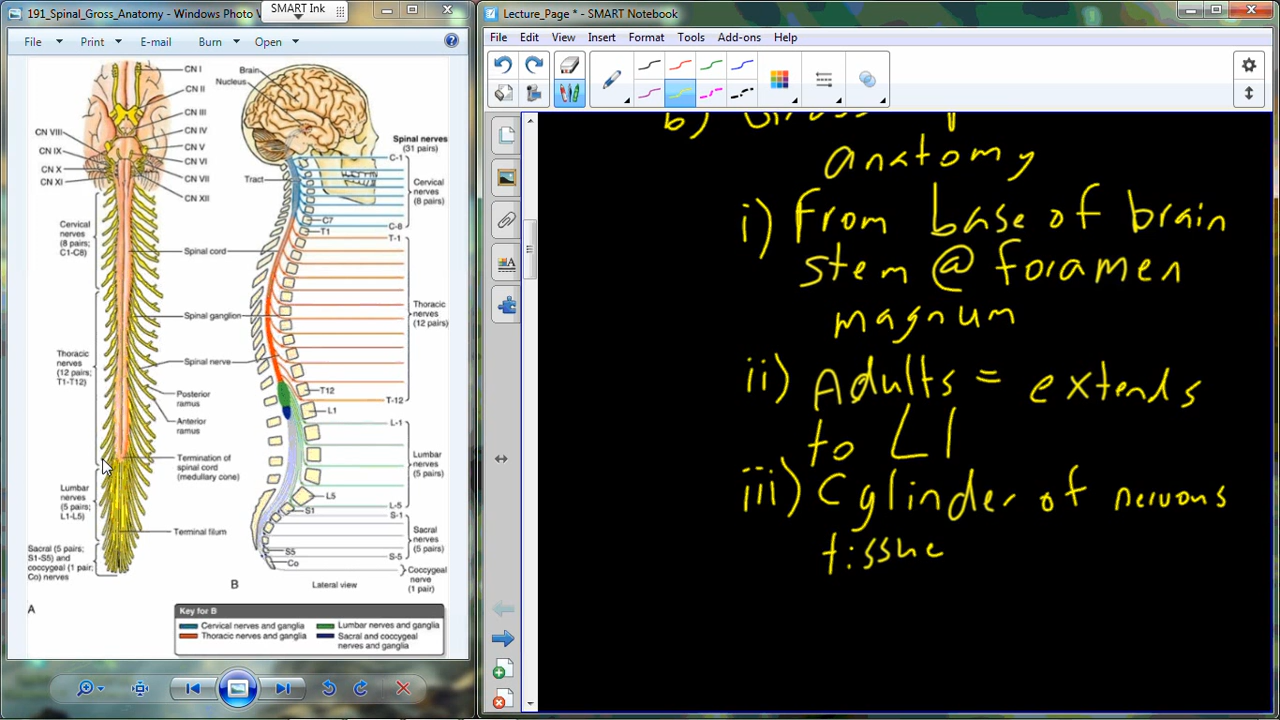 191_Spinal_Gross_Anatomy - Windows Photo V
SMART Ink
File Print E-mail Burn Open
CN I
CN II
CN III
CN IV
CN V
CN VI
CN VII
CN XII
CN VIII
CN IX
CN X
CN XI
Cervical
nerves
(8 pairs;
C1-C8)
Spinal cord
Spinal ganglion
Thoracic
nerves
(12 pairs;
T1-T12)
Spinal nerve
Posterior
ramus
Anterior
ramus
Termination of
spinal cord
(medullary cone)
Lumbar
nerves
(5 pairs;
L1-L5)
Terminal filum
Sacral (5 pairs;
S1-S5) and
coccygeal (1 pair;
Co) nerves
A
Brain
Nucleus
Tract
Spinal nerves
(31 pairs)
C-1
Cervical
nerves
(8 pairs)
C7
T1
C-8
T-1
Thoracic
nerves
(12 pairs)
T12
T-12
L1
L-1
Lumbar
nerves
(5 pairs)
L5
L-5
S1
S-1
Sacral
nerves
(5 pairs)
S5
S-5
Co
Coccygeal
nerve
(1 pair)
B
Lateral view
Key for B
Cervical nerves and ganglia
Thoracic nerves and ganglia
Lumbar nerves and ganglia
Sacral and coccygeal
nerves and ganglia
Lecture_Page * - SMART Notebook
File Edit View Insert Format Tools Add-ons Help
b) Gross
anatomy
i) From base of brain
stem @ foramen
magnum
ii) Adults = extends
to L1
iii) Cylinder of nervous
tissue